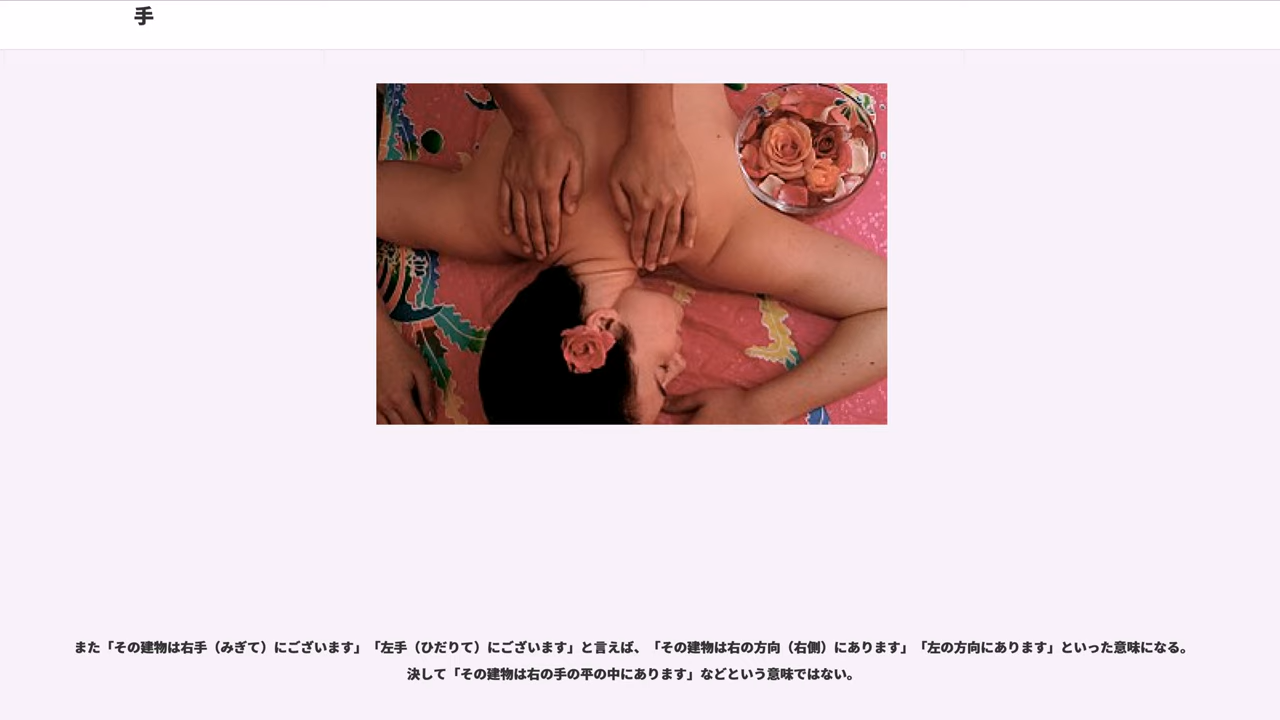 手
また「その建物は右手（みぎて）にございます」「左手（ひだりて）にございます」と言えば、「その建物は右の方向（右側）にあります」「左の方向にあります」といった意味になる。
決して「その建物は右の手の平の中にあります」などという意味ではない。